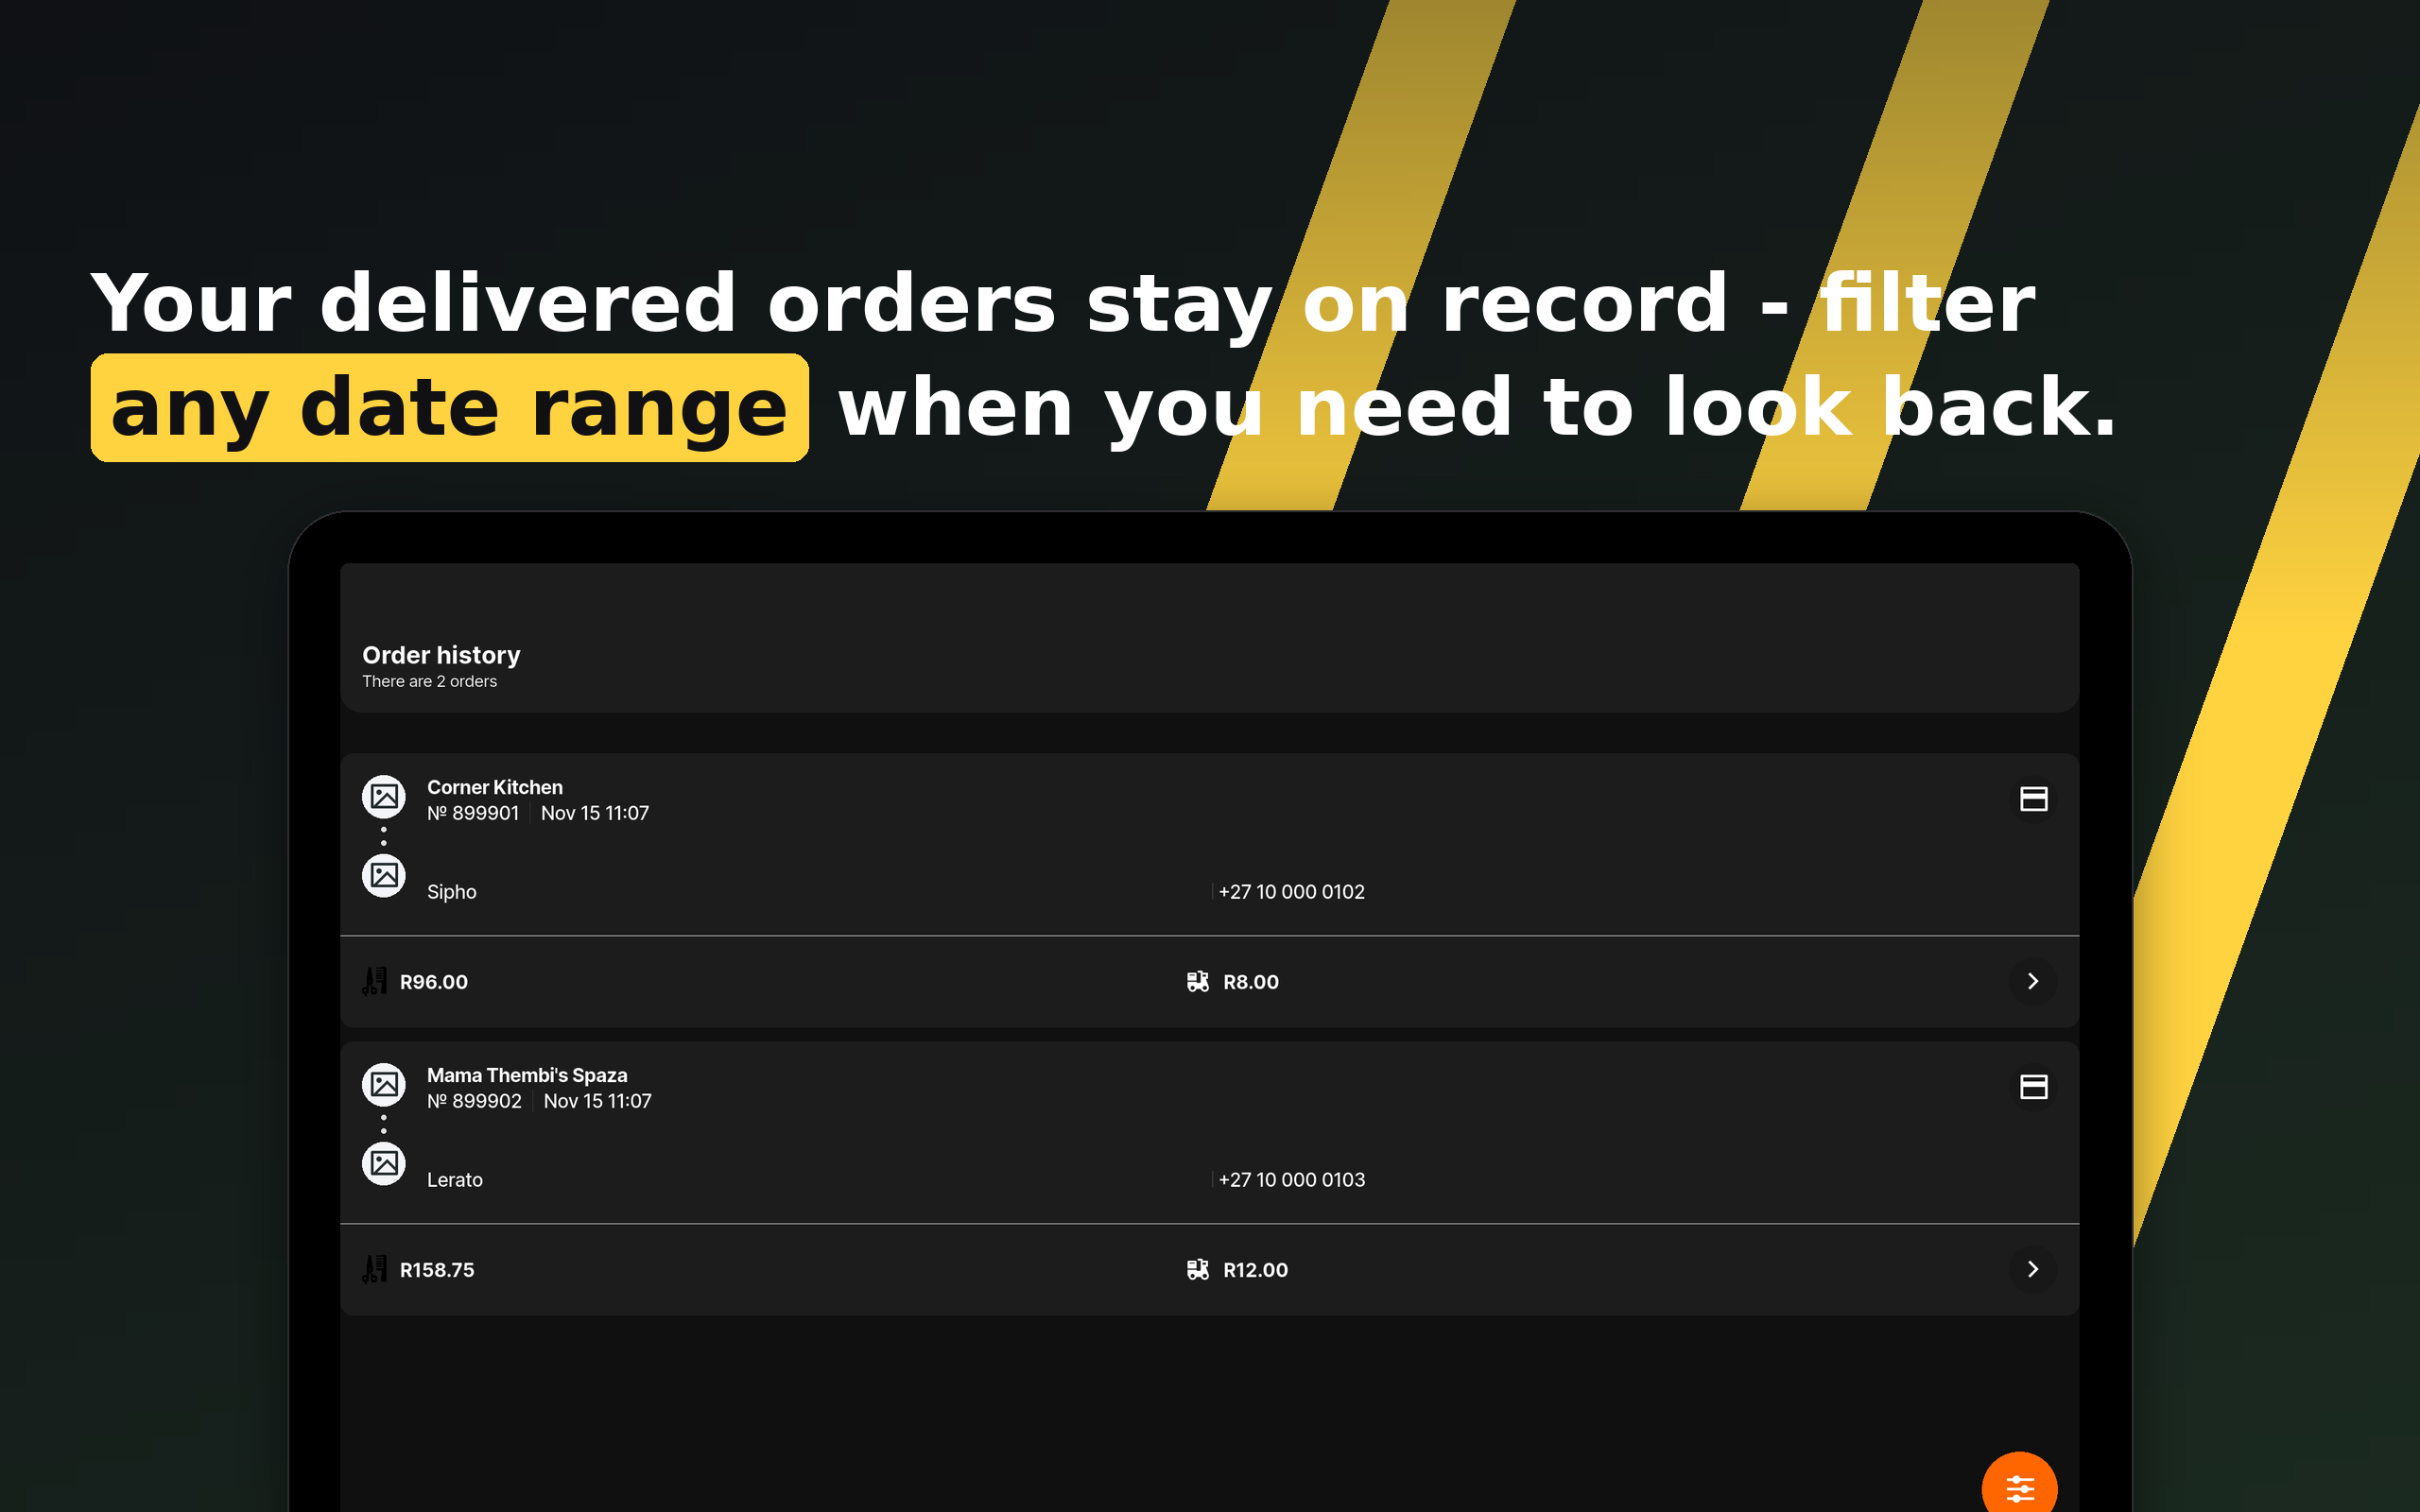 Your delivered orders stay on record - filter
any date range when you need to look back.
Order history
There are 2 orders
Corner Kitchen
№ 899901 Nov 15 11:07
Sipho +27 10 000 0102
R96.00 R8.00
Mama Thembi's Spaza
№ 899902 Nov 15 11:07
Lerato +27 10 000 0103
R158.75 R12.00